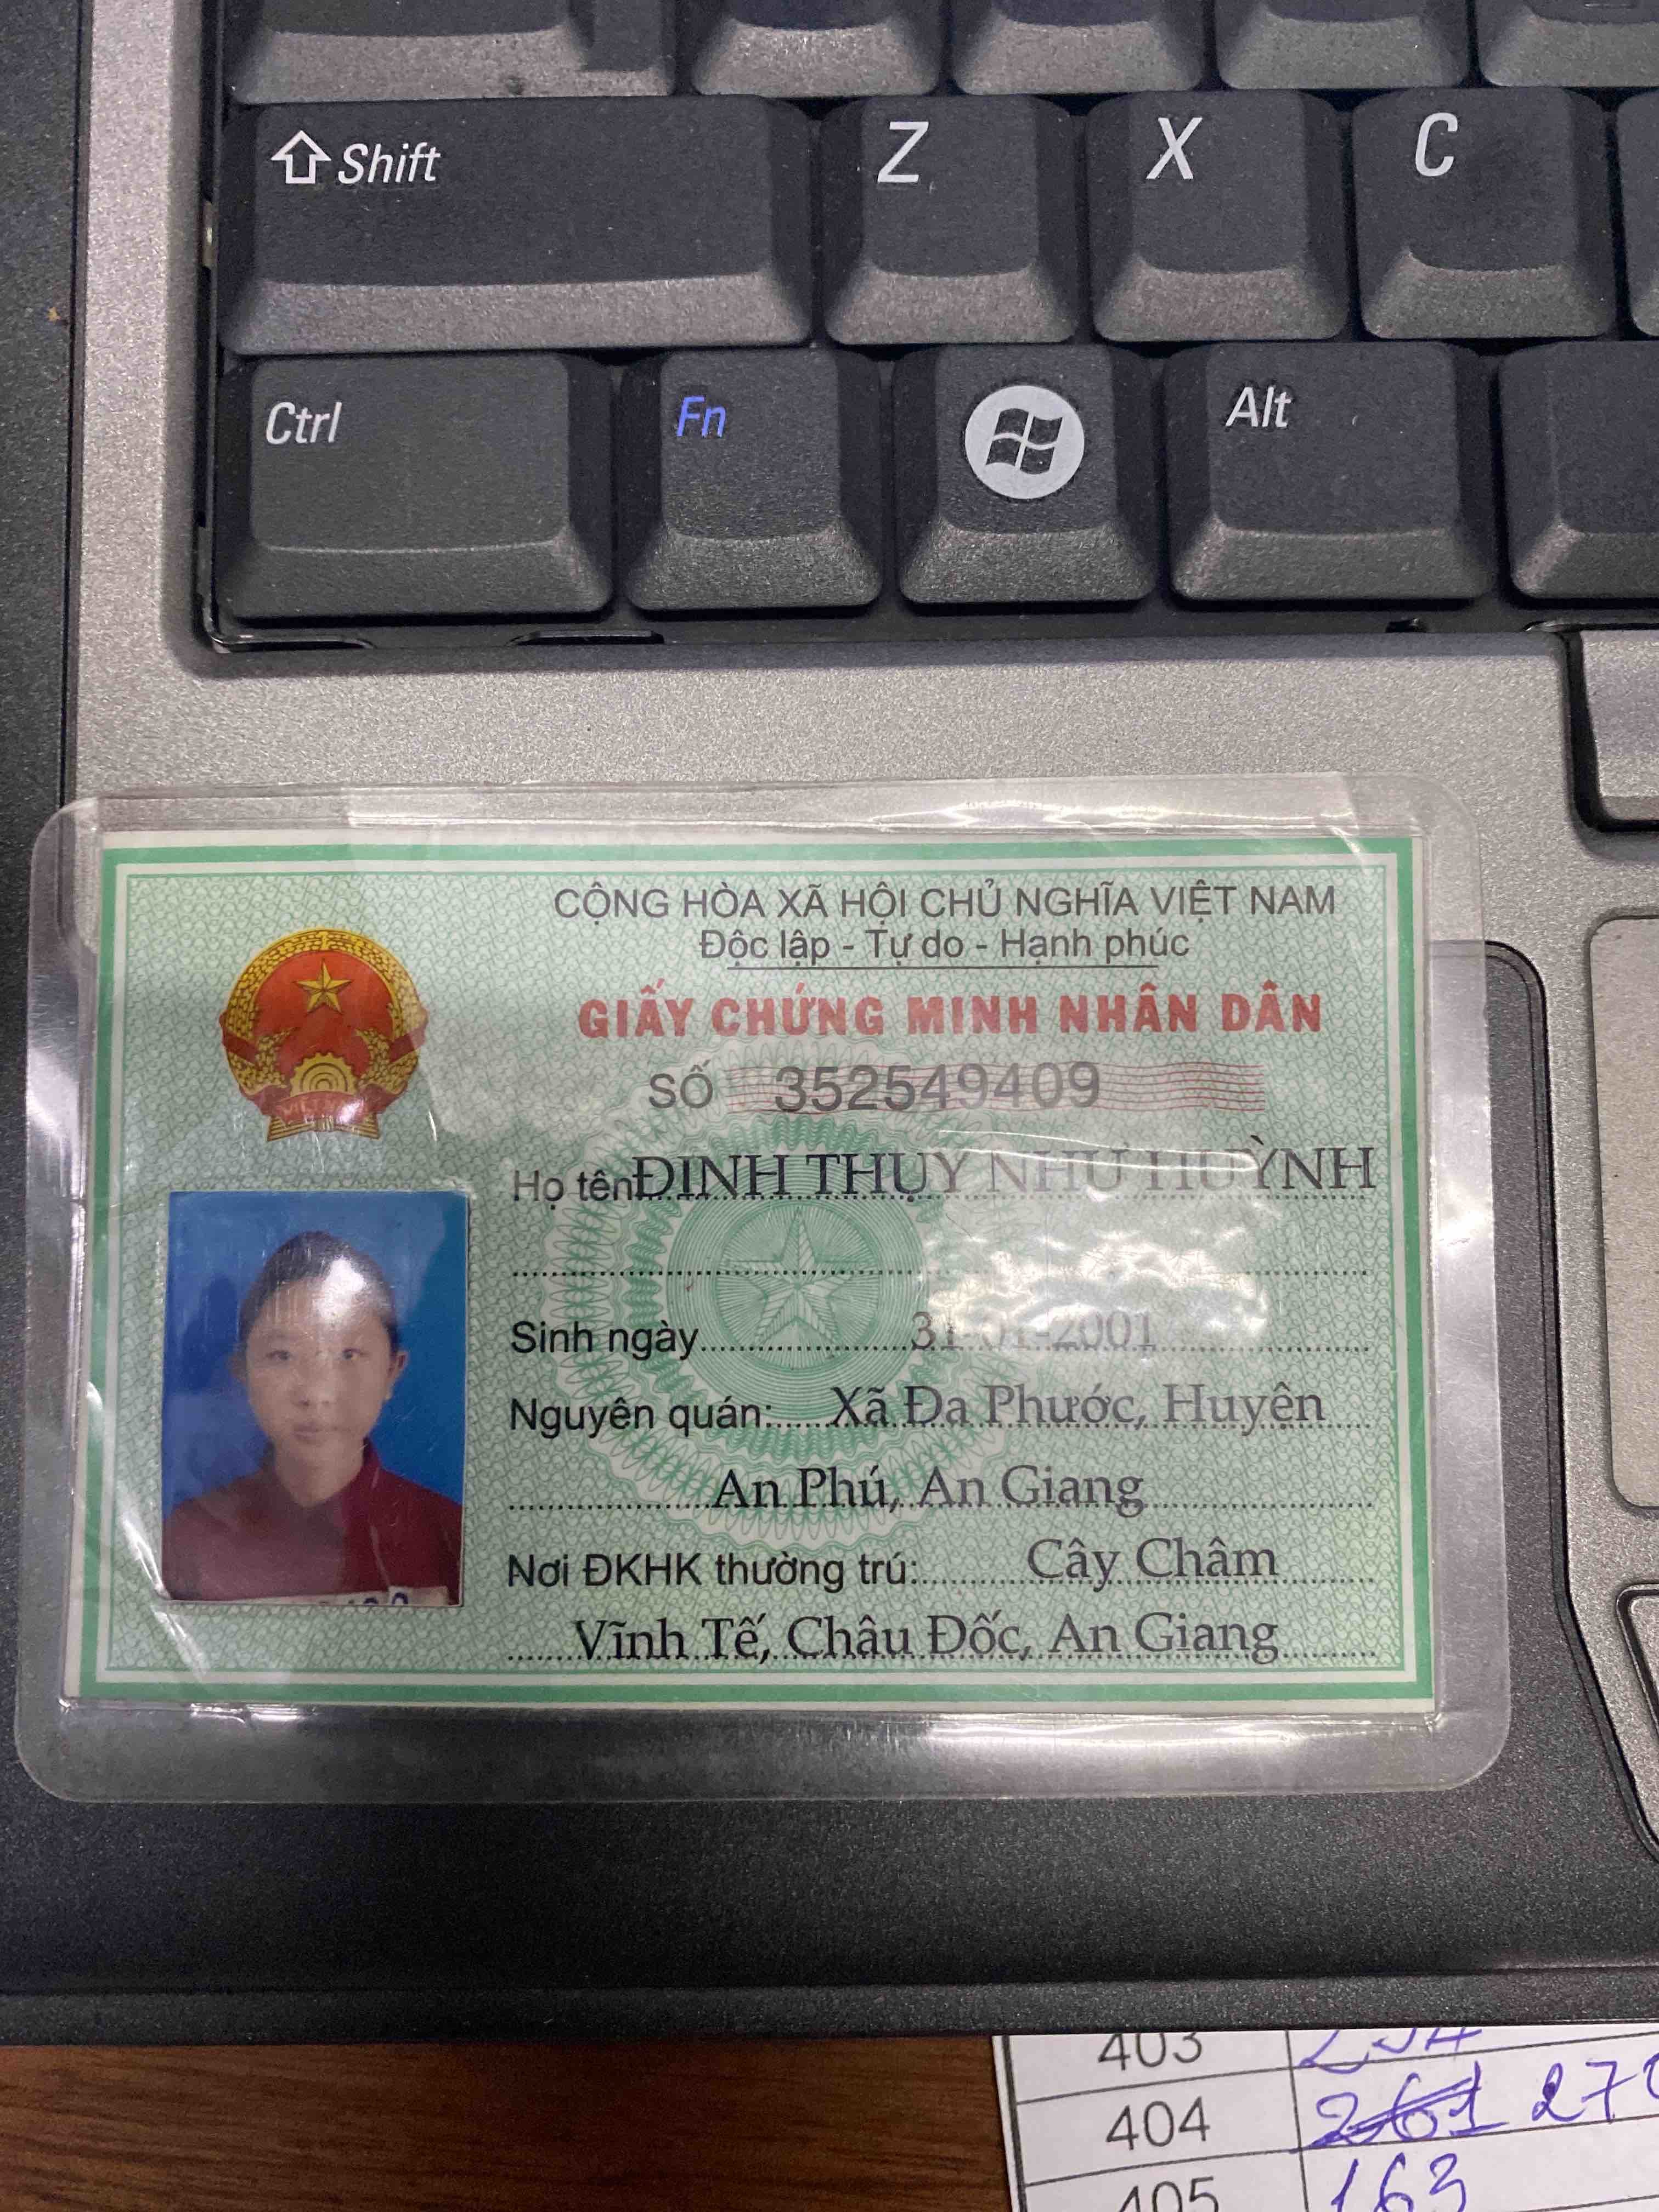 Shift
Z
X
C
Ctrl
Fn
Alt
CỘNG HÒA XÃ HỘI CHỦ NGHĨA VIỆT NAM
Độc lập - Tự do - Hạnh phúc
GIẤY CHỨNG MINH NHÂN DÂN
SỐ 352549409
Họ tên ĐINH THỤY NHƯ HUỲNH
Sinh ngày 31-01-2001
Nguyên quán: Xã Đa Phước, Huyện
An Phú, An Giang
Nơi ĐKHK thường trú: Cây Châm
Vĩnh Tế, Châu Đốc, An Giang
403
404 270
405 163